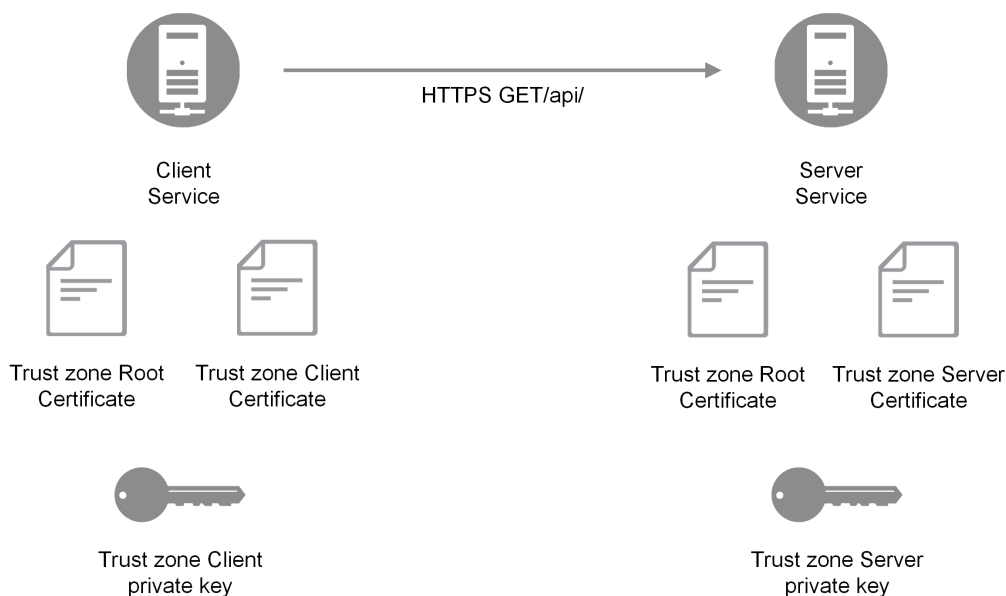 HTTPS GET/api/
Client
Service
Server
Service
Trust zone Root
Certificate
Trust zone Client
Certificate
Trust zone Root
Certificate
Trust zone Server
Certificate
Trust zone Client
private key
Trust zone Server
private key